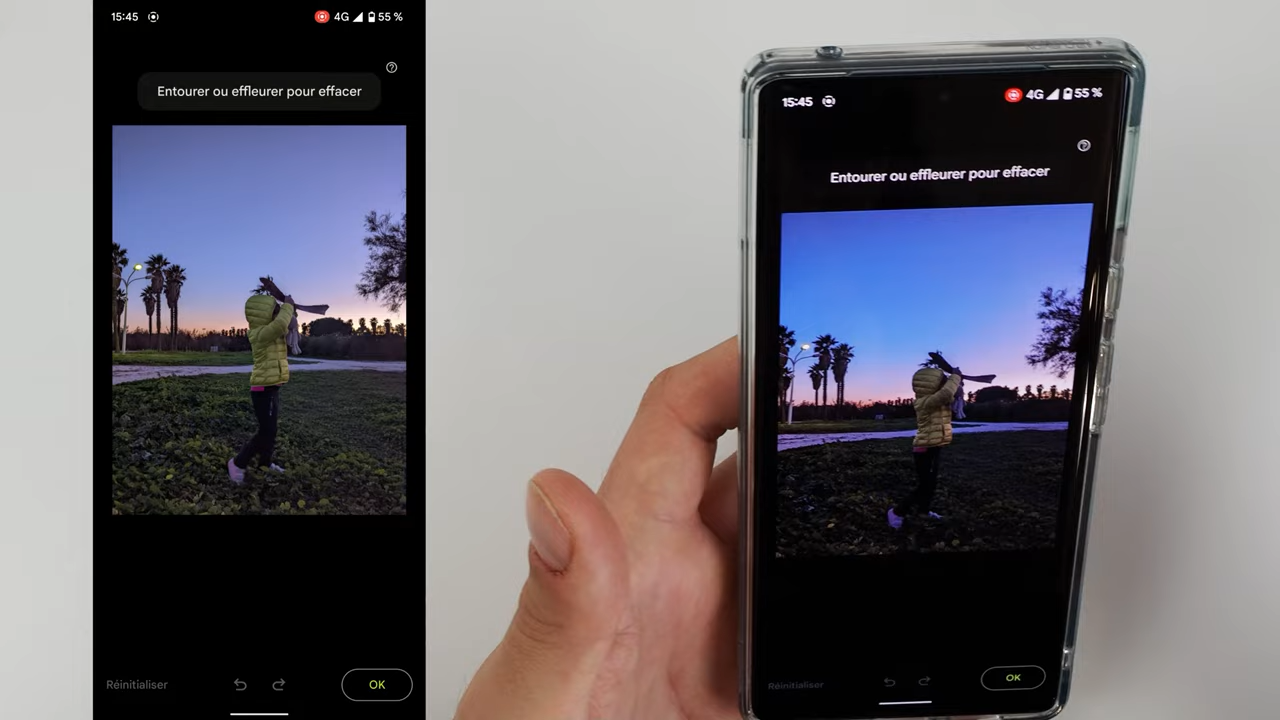 15:45
4G 55 %
Entourer ou effleurer pour effacer
Réinitialiser
OK
15:45
4G 55 %
Entourer ou effleurer pour effacer
Réinitialiser
OK